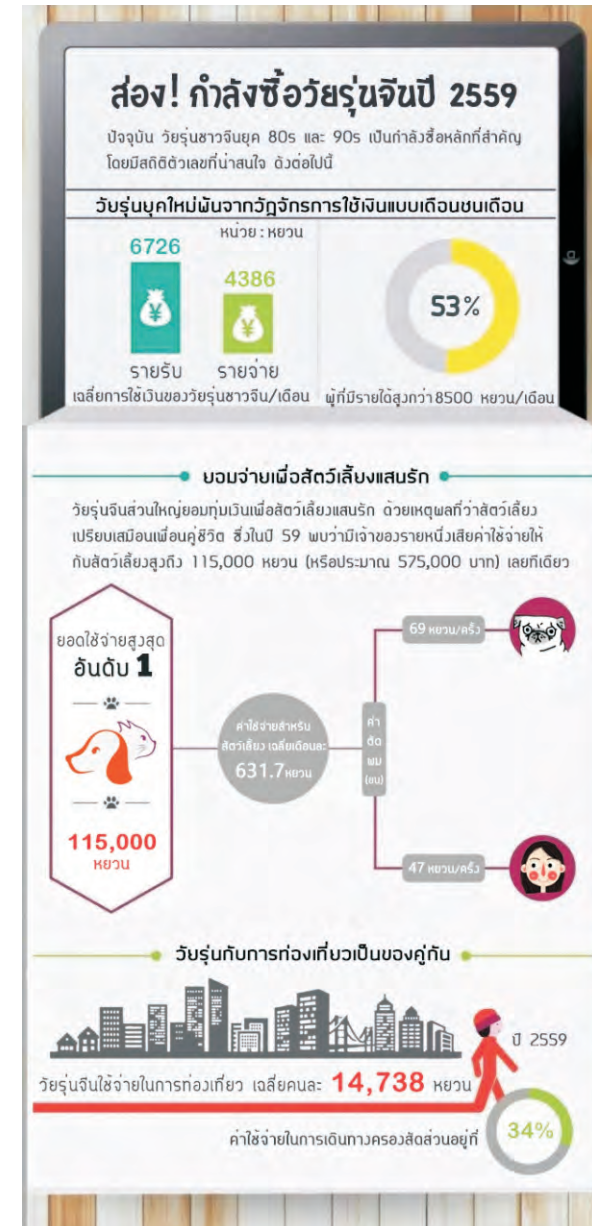 ส่อง! กำลังซื้อวัยรุ่นจีนปี 2559
ปัจจุบัน วัยรุ่นชาวจีนยุค 80s และ 90s เป็นกำลังซื้อหลักที่สำคัญ
โดยมีสถิติตัวเลขที่น่าสนใจ ดังต่อไปนี้
วัยรุ่นยุคใหม่ผันจากวัฏจักรการใช้เงินแบบเดือนชนเดือน
หน่วย : หยวน
6726
4386
53%
รายรับ
รายจ่าย
เฉลี่ยการใช้เงินของวัยรุ่นชาวจีน/เดือน
ผู้ที่มีรายได้สูงกว่า 8500 หยวน/เดือน
ยอมจ่ายเพื่อสัตว์เลี้ยงแสนรัก
วัยรุ่นจีนส่วนใหญ่ยอมทุ่มเงินเพื่อสัตว์เลี้ยงแสนรัก ด้วยเหตุผลที่ว่าสัตว์เลี้ยง
เปรียบเสมือนเพื่อนคู่ชีวิต ซึ่งในปี 59 พบว่ามีเจ้าของรายหนึ่งเสียค่าใช้จ่ายให้
กับสัตว์เลี้ยงสูงถึง 115,000 หยวน (หรือประมาณ 575,000 บาท) เลยทีเดียว
ยอดใช้จ่ายสูงสุด
อันดับ 1
115,000
หยวน
ค่าใช้จ่ายสำหรับ
สัตว์เลี้ยง เฉลี่ยเดือนละ
631.7 หยวน
ค่า
ตัด
ผม
(ขน)
69 หยวน/ครั้ง
47 หยวน/ครั้ง
วัยรุ่นกับการท่องเที่ยวเป็นของคู่กัน
ปี 2559
วัยรุ่นจีนใช้จ่ายในการท่องเที่ยว เฉลี่ยคนละ 14,738 หยวน
ค่าใช้จ่ายในการเดินทางครองสัดส่วนอยู่ที่
34%